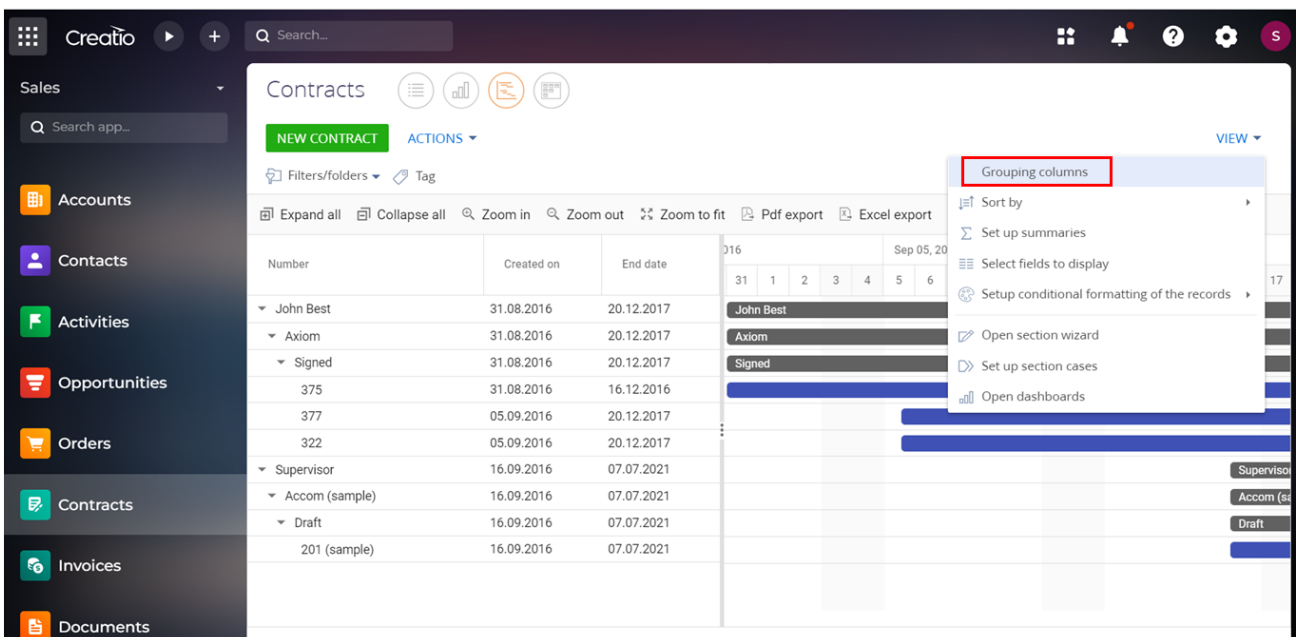 Creatio
Search...
S
Sales
Search app...
Accounts
Contacts
Activities
Opportunities
Orders
Contracts
Invoices
Documents
Contracts
NEW CONTRACT ACTIONS VIEW
Filters/folders Tag
Expand all Collapse all Zoom in Zoom out Zoom to fit Pdf export Excel export
Number Created on End date
016 Sep 05, 20
31 1 2 3 4 5 6 17
John Best 31.08.2016 20.12.2017 John Best
Axiom 31.08.2016 20.12.2017 Axiom
Signed 31.08.2016 20.12.2017 Signed
375 31.08.2016 16.12.2016
377 05.09.2016 20.12.2017
322 05.09.2016 20.12.2017
Supervisor 16.09.2016 07.07.2021 Superviso
Accom (sample) 16.09.2016 07.07.2021 Accom (sa
Draft 16.09.2016 07.07.2021 Draft
201 (sample) 16.09.2016 07.07.2021
Grouping columns
Sort by
Set up summaries
Select fields to display
Setup conditional formatting of the records
Open section wizard
Set up section cases
Open dashboards